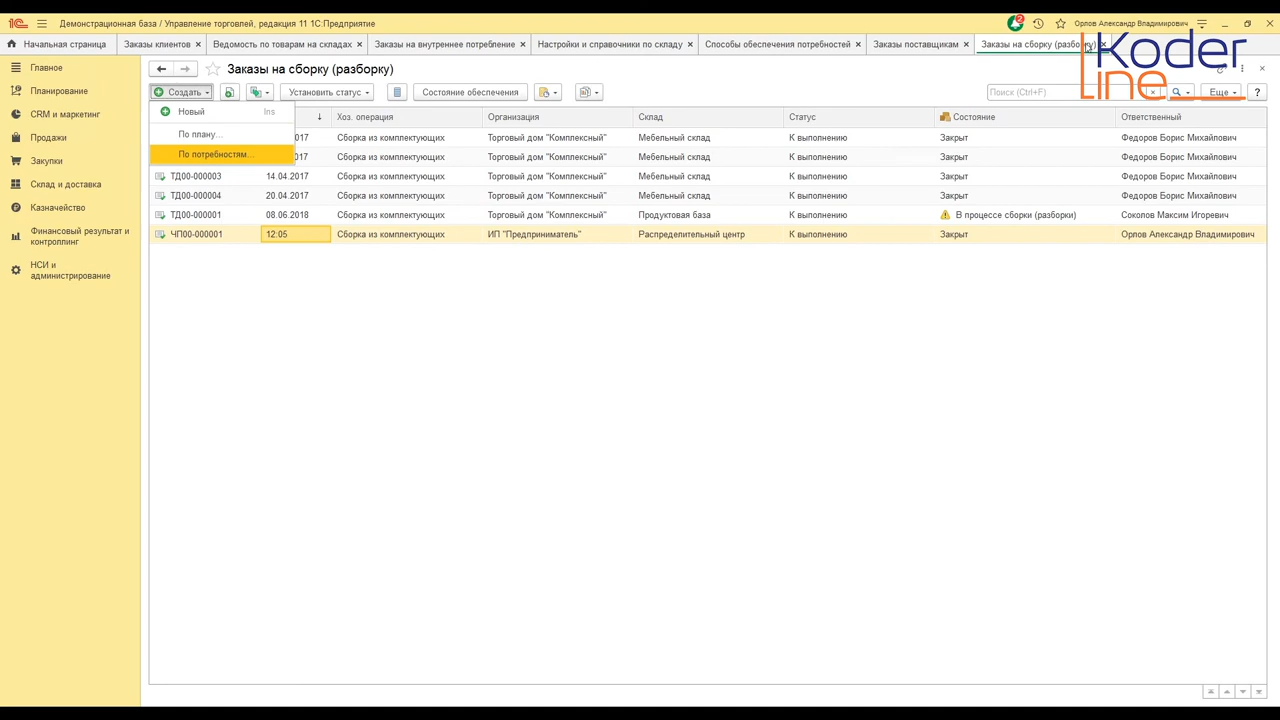 1С Демонстрационная база / Управление торговлей, редакция 11 1С:Предприятие
2 Орлов Александр Владимирович
Начальная страница Заказы клиентов × Ведомость по товарам на складах × Заказы на внутреннее потребление × Настройки и справочники по складу × Способы обеспечения потребностей × Заказы поставщикам × Заказы на сборку (разборку) ×
Koder
Line
Главное
Планирование
CRM и маркетинг
Продажи
Закупки
Склад и доставка
Казначейство
Финансовый результат и
контроллинг
НСИ и
администрирование
Заказы на сборку (разборку)
Создать Установить статус Состояние обеспечения Поиск (Ctrl+F) × Еще ?
Новый Ins
По плану...
По потребностям...
Хоз. операция Организация Склад Статус Состояние Ответственный
017 Сборка из комплектующих Торговый дом "Комплексный" Мебельный склад К выполнению Закрыт Федоров Борис Михайлович
017 Сборка из комплектующих Торговый дом "Комплексный" Мебельный склад К выполнению Закрыт Федоров Борис Михайлович
ТД00-000003 14.04.2017 Сборка из комплектующих Торговый дом "Комплексный" Мебельный склад К выполнению Закрыт Федоров Борис Михайлович
ТД00-000004 20.04.2017 Сборка из комплектующих Торговый дом "Комплексный" Мебельный склад К выполнению Закрыт Федоров Борис Михайлович
ТД00-000001 08.06.2018 Сборка из комплектующих Торговый дом "Комплексный" Продуктовая база К выполнению В процессе сборки (разборки) Соколов Максим Игоревич
ЧП00-000001 12:05 Сборка из комплектующих ИП "Предприниматель" Распределительный центр К выполнению Закрыт Орлов Александр Владимирович